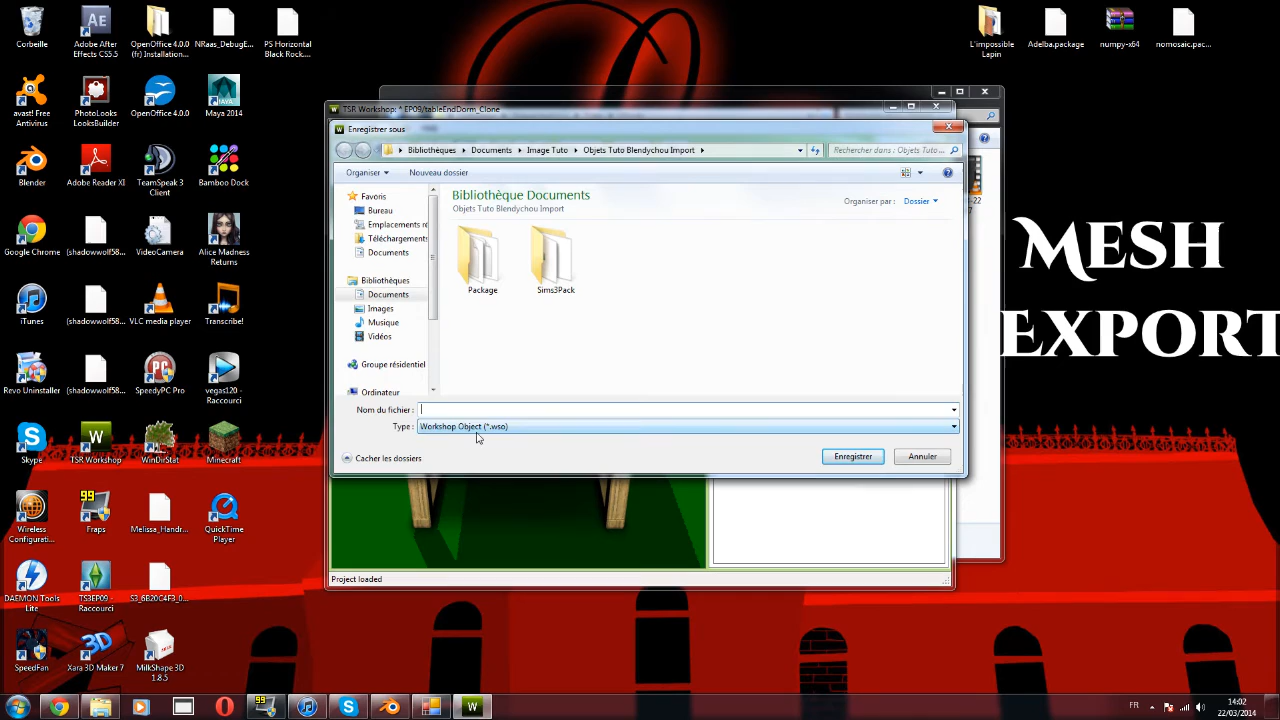 Corbeille
Adobe After
Effects CS5.5
OpenOffice 4.0.0
(fr) Installation...
NRaas_DebugE...
PS Horizontal
Black Rock....
L'impossible
Lapin
Adelba.package
numpy-x64
nomosaic.pac...
avast! Free
Antivirus
PhotoLooks
LooksBuilder
OpenOffice 4.0.0
Maya 2014
Blender
Adobe Reader XI
TeamSpeak 3
Client
Bamboo Dock
Google Chrome
(shadowwolf58...
VideoCamera
Alice Madness
Returns
iTunes
(shadowwolf58...
VLC media player
Transcribe!
Revo Uninstaller
(shadowwolf58...
SpeedyPC Pro
vegas120 -
Raccourci
Skype
TSR Workshop
WinDirStat
Minecraft
Wireless
Configurati...
99
Fraps
Melissa_Handr...
QuickTime
Player
DAEMON Tools
Lite
TS3EP09 -
Raccourci
S3_6B20C4F3_0...
SpeedFan
Xara 3D Maker 7
MilkShape 3D
1.8.5
TSR Workshop: * EP09/tableEndDorm_Clone
Enregistrer sous
Bibliothèques
Documents
Image Tuto
Objets Tuto Blendychou Import
Rechercher dans : Objets Tuto ...
Organiser
Nouveau dossier
Favoris
Bureau
Emplacements ré
Téléchargements
Documents
Bibliothèques
Documents
Images
Musique
Vidéos
Groupe résidentiel
Ordinateur
Bibliothèque Documents
Objets Tuto Blendychou Import
Organiser par :
Dossier
Package
Sims3Pack
Nom du fichier :
Type :
Workshop Object (*.wso)
Cacher les dossiers
Enregistrer
Annuler
Project loaded
Mesh
Export
99
FR
14:02
22/03/2014